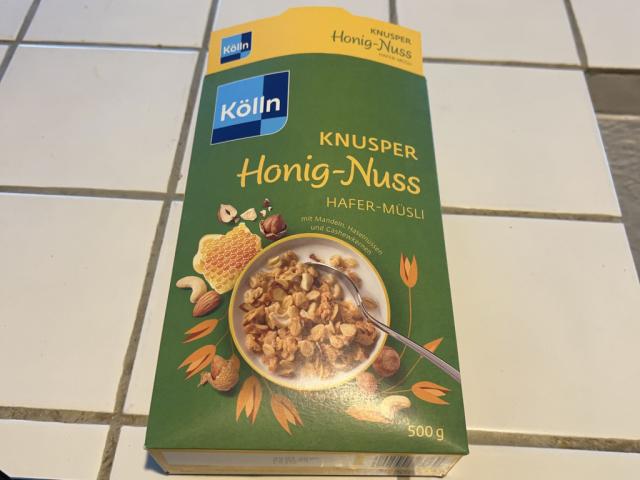 Kölln
KNUSPER
Honig-Nuss
HAFER-MÜSLI
Kölln
KNUSPER
Honig-Nuss
HAFER-MÜSLI
mit Mandeln, Haselnüssen
und Cashewkernen
500 g